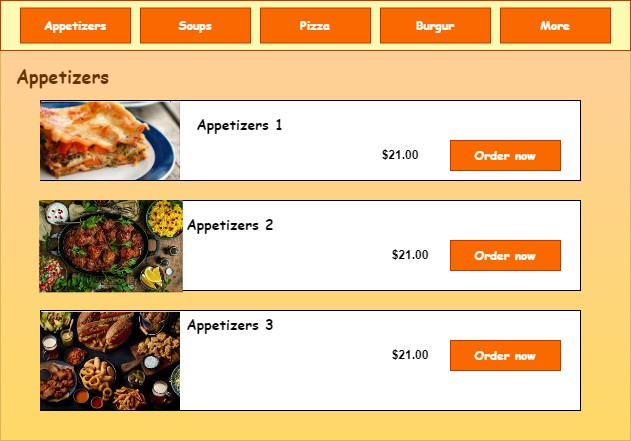 Appetizers Soups Pizza Burgur More
Appetizers
Appetizers 1
$21.00 Order now
Appetizers 2
$21.00 Order now
Appetizers 3
$21.00 Order now